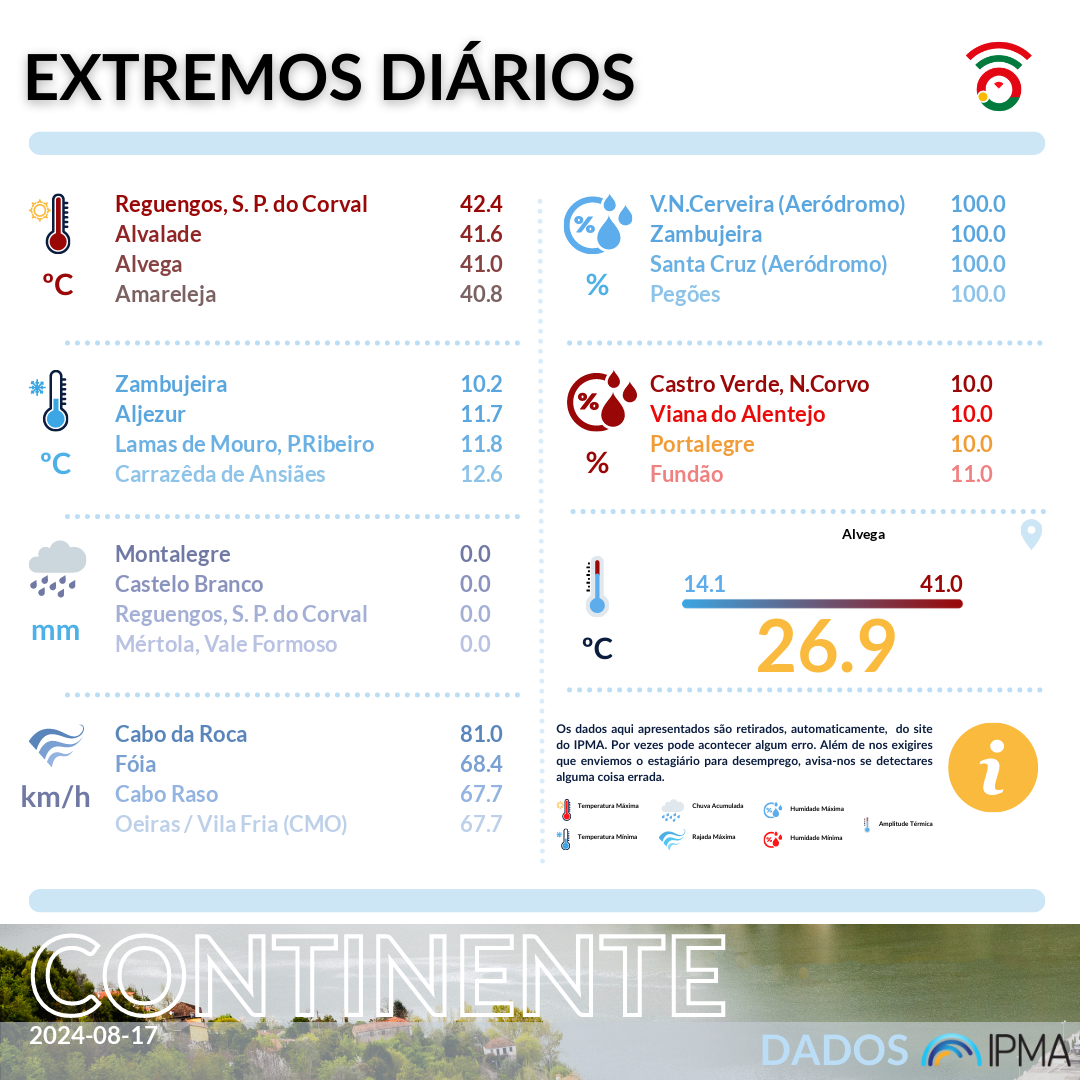 EXTREMOS DIÁRIOS
Reguengos, S. P. do Corval 42.4
Alvalade 41.6
Alvega 41.0
Amareleja 40.8
ºC
Zambujeira 10.2
Aljezur 11.7
Lamas de Mouro, P.Ribeiro 11.8
Carrazêda de Ansiães 12.6
ºC
Montalegre 0.0
Castelo Branco 0.0
Reguengos, S. P. do Corval 0.0
Mértola, Vale Formoso 0.0
mm
Cabo da Roca 81.0
Fóia 68.4
Cabo Raso 67.7
Oeiras / Vila Fria (CMO) 67.7
km/h
%
V.N.Cerveira (Aeródromo) 100.0
Zambujeira 100.0
Santa Cruz (Aeródromo) 100.0
Pegões 100.0
%
%
Castro Verde, N.Corvo 10.0
Viana do Alentejo 10.0
Portalegre 10.0
Fundão 11.0
%
Alvega
14.1 41.0
26.9
ºC
Os dados aqui apresentados são retirados, automaticamente, do site
do IPMA. Por vezes pode acontecer algum erro. Além de nos exigires
que enviemos o estagiário para desemprego, avisa-nos se detectares
alguma coisa errada.
i
Temperatura Máxima Chuva Acumulada Humidade Máxima
Amplitude Térmica
Temperatura Mínima Rajada Máxima Humidade Mínima
CONTINENTE
2024-08-17
DADOS IPMA